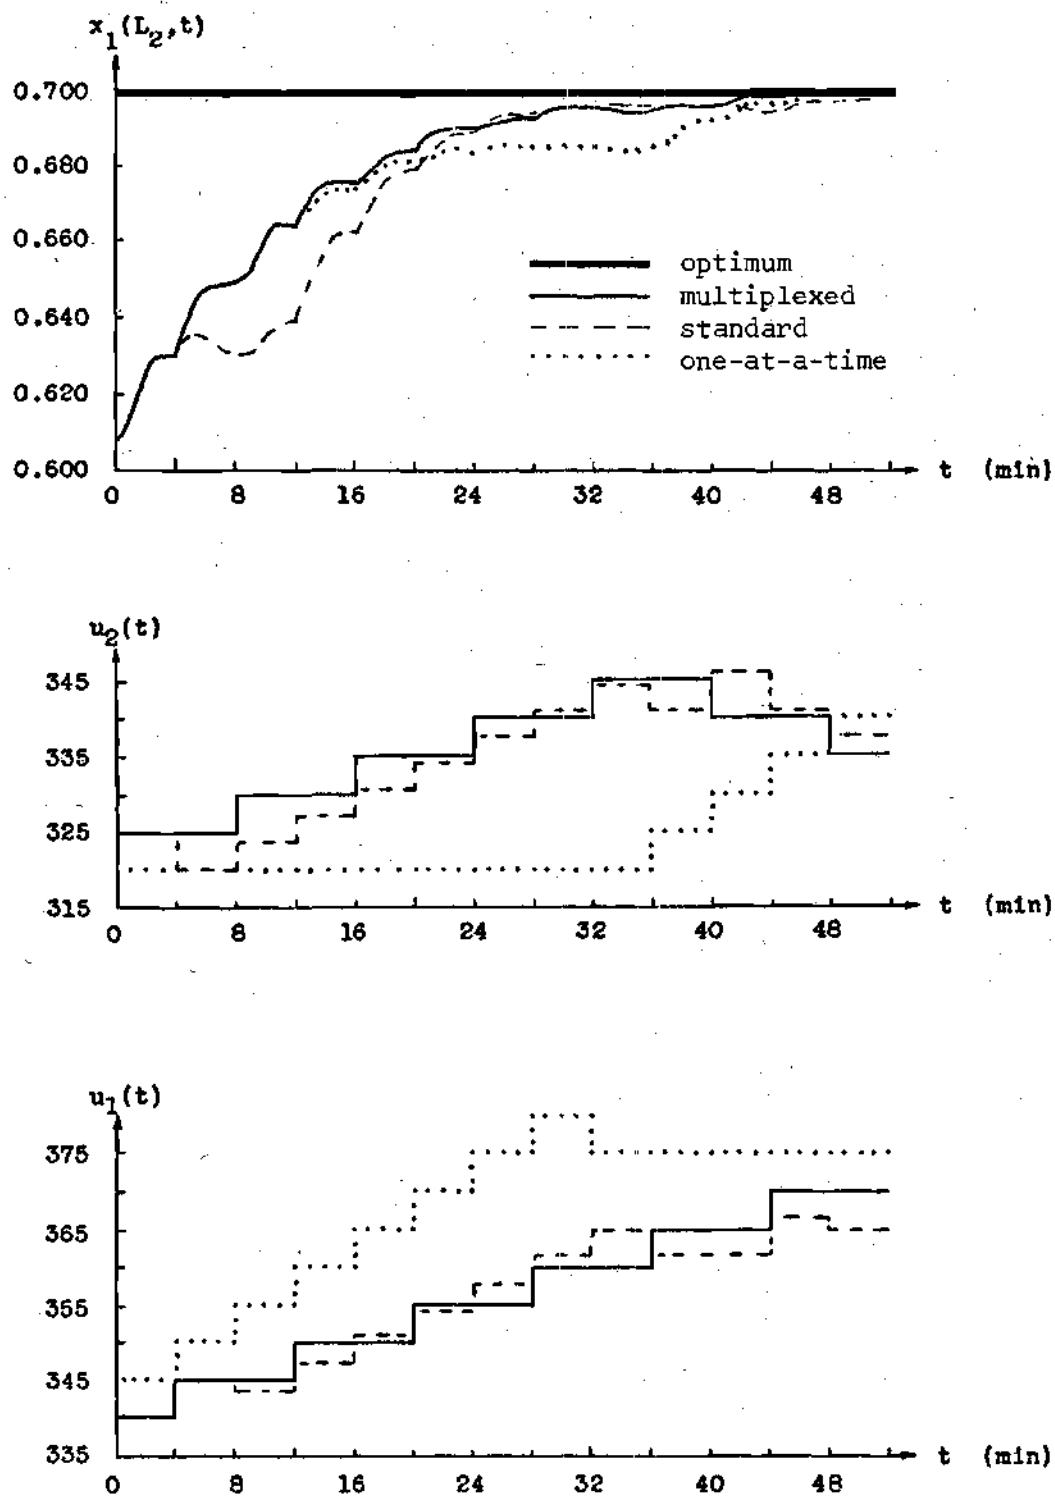 x₁(L₂,t)
0.700
0.680
0.660
0.640
0.620
0.600
optimum
multiplexed
standard
one-at-a-time
0 8 16 24 32 40 48 t (min)
u₂(t)
345
335
325
315
0 8 16 24 32 40 48 t (min)
u₁(t)
375
365
355
345
335
0 8 16 24 32 40 48 t (min)